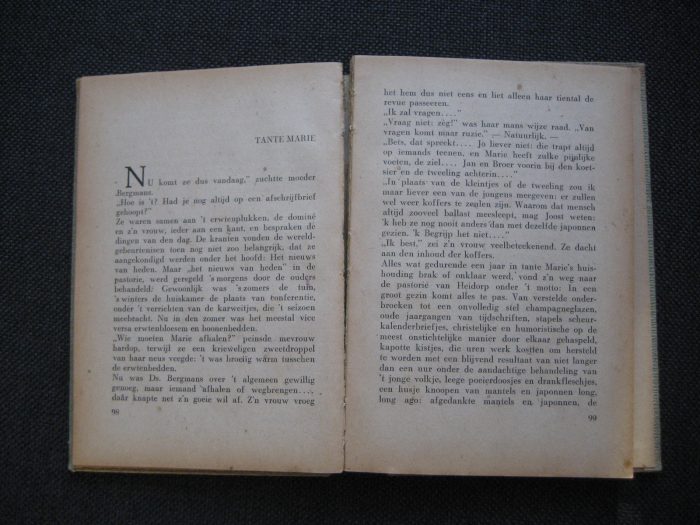 TANTE MARIE
NU komt ze dus vandaag," zuchtte moeder
Bergmans.
„Hoe is 't? Had je nog altijd op een afschrijfbrief
gehoopt?"
Ze waren samen aan 't erwtenplukken, de dominé
en z'n vrouw, ieder aan een kant, en bespraken de
dingen van den dag. De kranten vonden de wereld-
gebeurtenissen toen nog zoo belangrijk, dat ze
aangekondigd werden onder het hoofd: Het nieuws
van heden. Maar „het nieuws van heden" in de
pastorie, werd geregeld 's morgens door de ouders
behandeld: Gewoonlijk was 's zomers de tuin,
's winters de huiskamer de plaats van conferentie,
onder 't verrichten van de karweitjes, die 't seizoen
meebracht. Nu in den zomer was het meestal vice
versa erwtenbloesem en boonenbedden.
„Wie moeten Marie afhalen?" peinsde mevrouw
hardop, terwijl ze een krieweligen zweetdroppel
van haar neus veegde: 't was broeiig warm tusschen
de erwtenbedden.
Nu was Ds. Bergmans over 't algemeen gewillig
genoeg, maar iemand afhalen of wegbrengen....
daár knapte net z'n goeie wil af. Z'n vrouw vroeg
98
het hem dus niet eens en liet alleen haar tiental de
revue passeeren.
„Ik zal vragen...."
„Vraag niet: zèg!" was haar mans wijze raad. „Van
vragen komt maar ruzie." — Natuurlijk. —
„Bets, dat spreekt.... Jo liever niet: die trapt altijd
op iemands teenen, en Marie heeft zulke pijnlijke
voeten, de ziel.... Jan en Broer voorin bij den koet-
sier en de tweeling achterin...."
„In plaats van de kleintjes of de tweeling zou ik
maar een van de jongens meegeven: er zullen
wel weer koffers te zeulen zijn. Waarom dat mensch
altijd zooveel ballast meesleept, mag Joost weten:
'k heb ze nog nooit anders dan met dezelfde japonnen
gezien. 'k Begrijp het niet...."
„Ik best," zei z'n vrouw veelbeteekenend. Ze dacht
aan den inhoud der koffers.
Alles wat gedurende een jaar in tante Marie's huis-
houding brak of onklaar werd, vond z'n weg naar
de pastorie van Heidorp onder 't motto: In een
groot gezin komt alles te pas. Van verstelde onder-
broeken tot een onvolledig stel champagneglazen,
oude jaargangen van tijdschriften, stapels scheur-
kalenderbriefjes, christelijke en humoristische op de
meest onstichtelijke manier door elkaar gehaspeld,
kapotte kistjes, die uren werk kostten om hersteld
te worden met een blijvend resultaat van niet langer
dan een uur onder de aandachtige behandeling van
't jonge volkje, leege poeierdoosjes en drankfleschjes,
een husje knoopen van mantels en japonnen long,
long ago: afgedankte mantels en japonnen, de
99